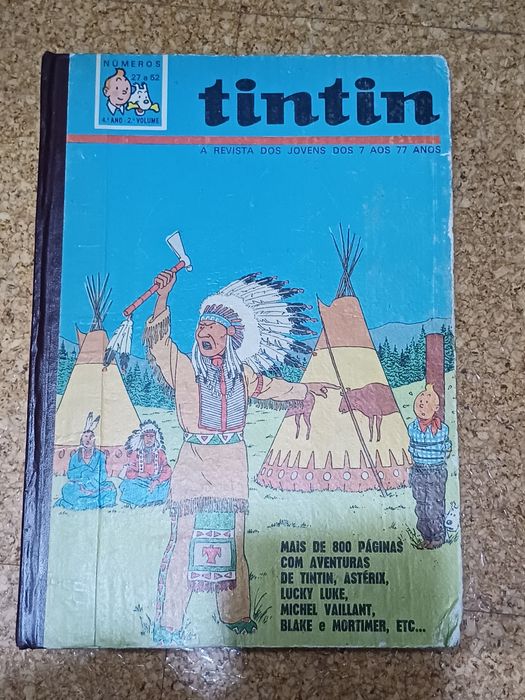 NÚMEROS
27 a 52
4.º ANO - 2.º VOLUME
tintin
A REVISTA DOS JOVENS DOS 7 AOS 77 ANOS
MAIS DE 800 PÁGINAS
COM AVENTURAS
DE TINTIN, ASTÉRIX,
LUCKY LUKE,
MICHEL VAILLANT,
BLAKE e MORTIMER, ETC...